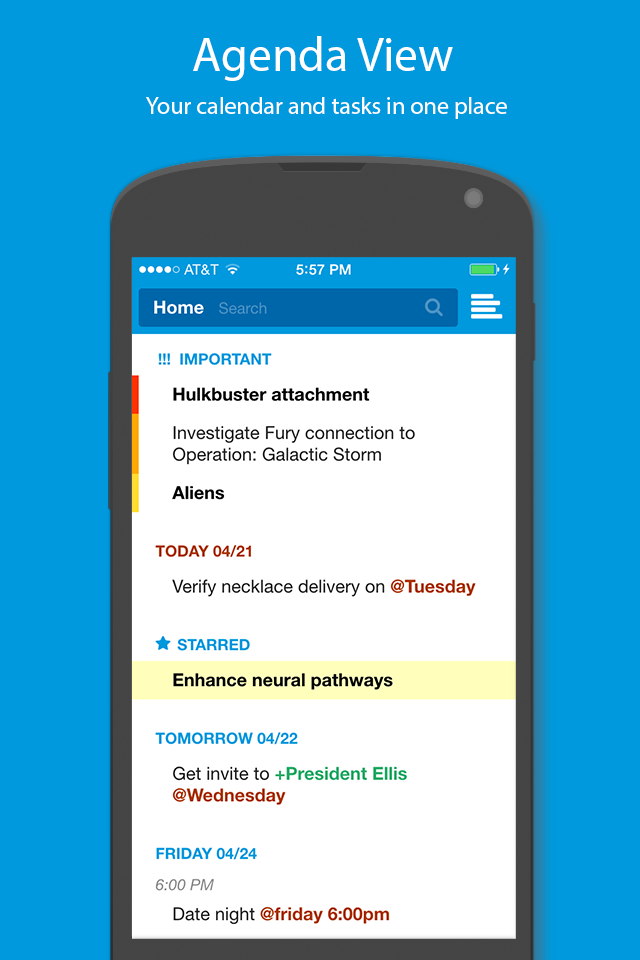 Agenda View
Your calendar and tasks in one place
AT&T 5:57 PM
Home Search
!!! IMPORTANT
Hulkbuster attachment
Investigate Fury connection to
Operation: Galactic Storm
Aliens
TODAY 04/21
Verify necklace delivery on @Tuesday
STARRED
Enhance neural pathways
TOMORROW 04/22
Get invite to +President Ellis
@Wednesday
FRIDAY 04/24
6:00 PM
Date night @friday 6:00pm